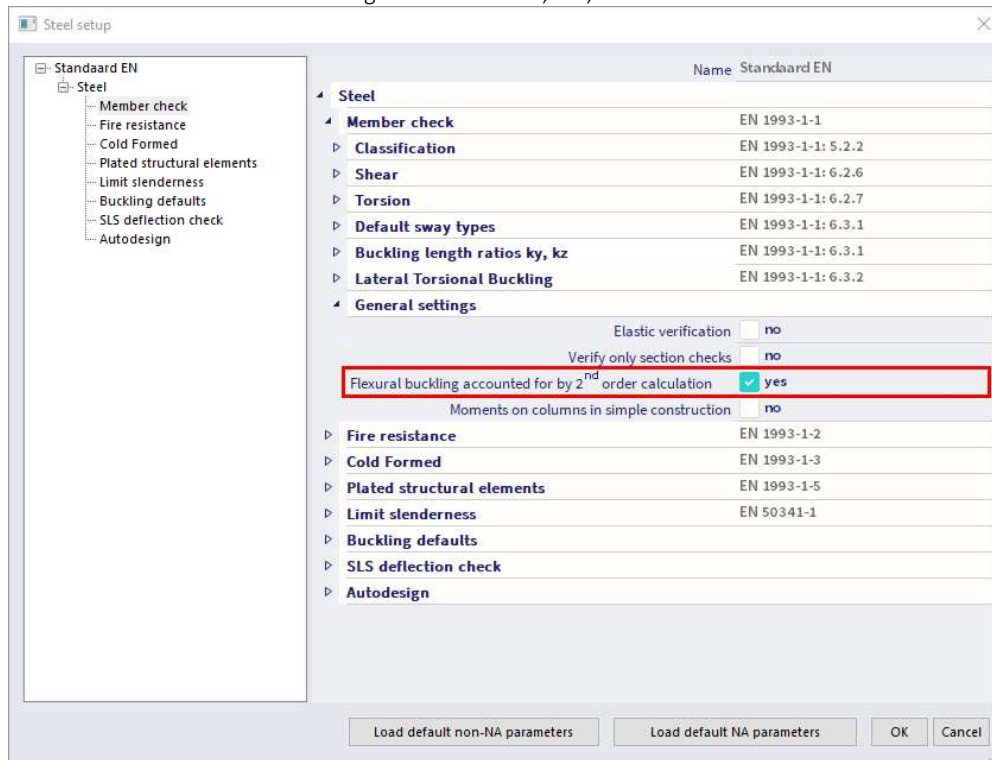 Steel setup
Standaard EN
Steel
Member check
Fire resistance
Cold Formed
Plated structural elements
Limit slenderness
Buckling defaults
SLS deflection check
Autodesign
Name Standaard EN
Steel
Member check EN 1993-1-1
Classification EN 1993-1-1: 5.2.2
Shear EN 1993-1-1: 6.2.6
Torsion EN 1993-1-1: 6.2.7
Default sway types EN 1993-1-1: 6.3.1
Buckling length ratios ky, kz EN 1993-1-1: 6.3.1
Lateral Torsional Buckling EN 1993-1-1: 6.3.2
General settings
Elastic verification no
Verify only section checks no
Flexural buckling accounted for by 2nd order calculation yes
Moments on columns in simple construction no
Fire resistance EN 1993-1-2
Cold Formed EN 1993-1-3
Plated structural elements EN 1993-1-5
Limit slenderness EN 50341-1
Buckling defaults
SLS deflection check
Autodesign
Load default non-NA parameters Load default NA parameters OK Cancel